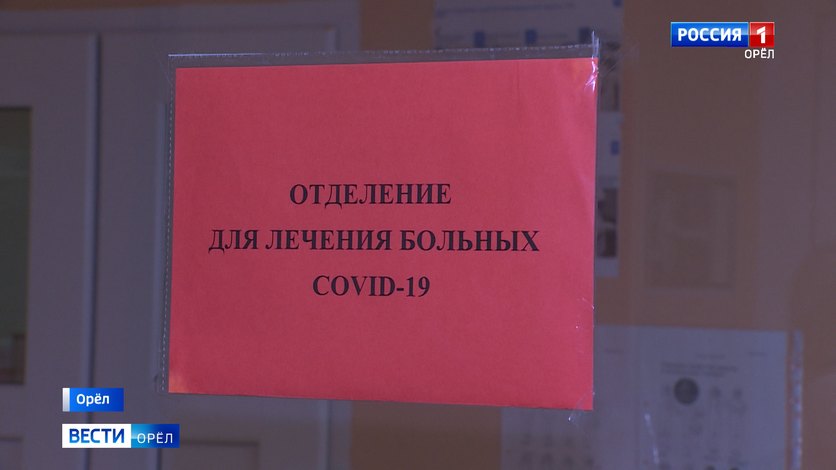 РОССИЯ 1
ОРЁЛ
ОТДЕЛЕНИЕ
ДЛЯ ЛЕЧЕНИЯ БОЛЬНЫХ
COVID-19
Орёл
ВЕСТИ ОРЁЛ